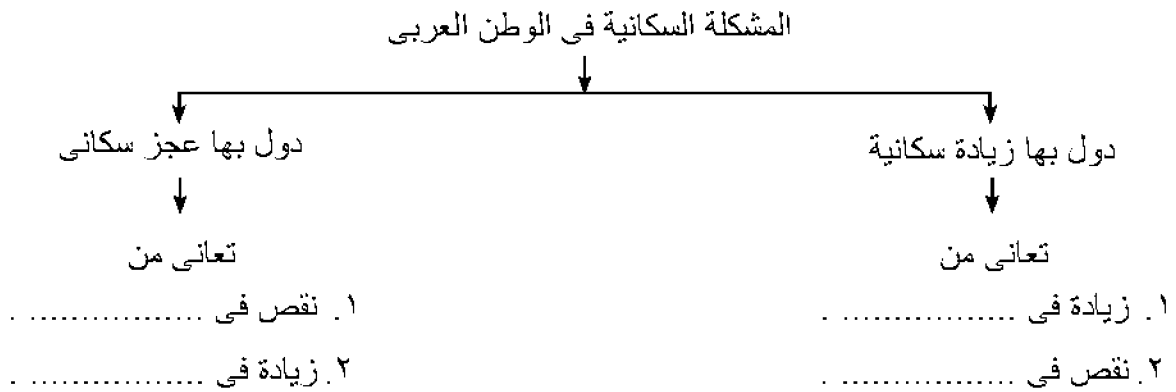 المشكلة السكانية فى الوطن العربى
دول بها زيادة سكانية
دول بها عجز سكانى
تعانى من
تعانى من
١. زيادة فى ................. .
١. نقص فى ................. .
٢. نقص فى ................. .
٢. زيادة فى ................. .